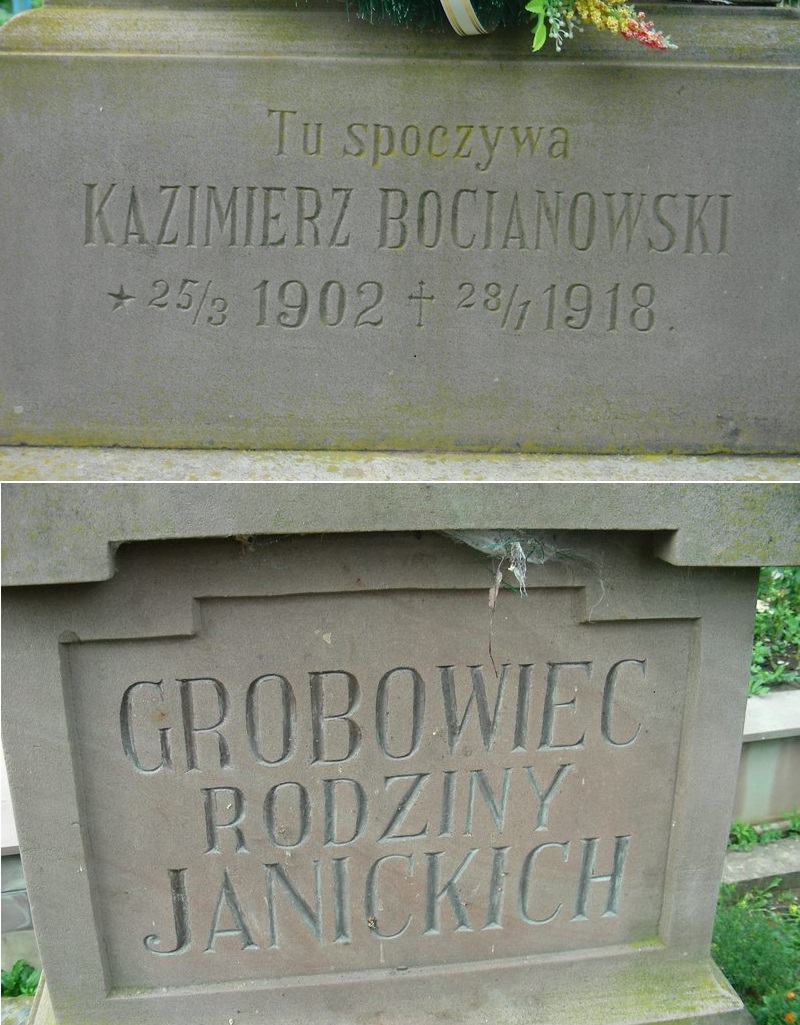 Tu spoczywa
KAZIMIERZ BOCIANOWSKI
★ 25/3 1902 † 28/1 1918.
GROBOWIEC
RODZINY
JANICKICH